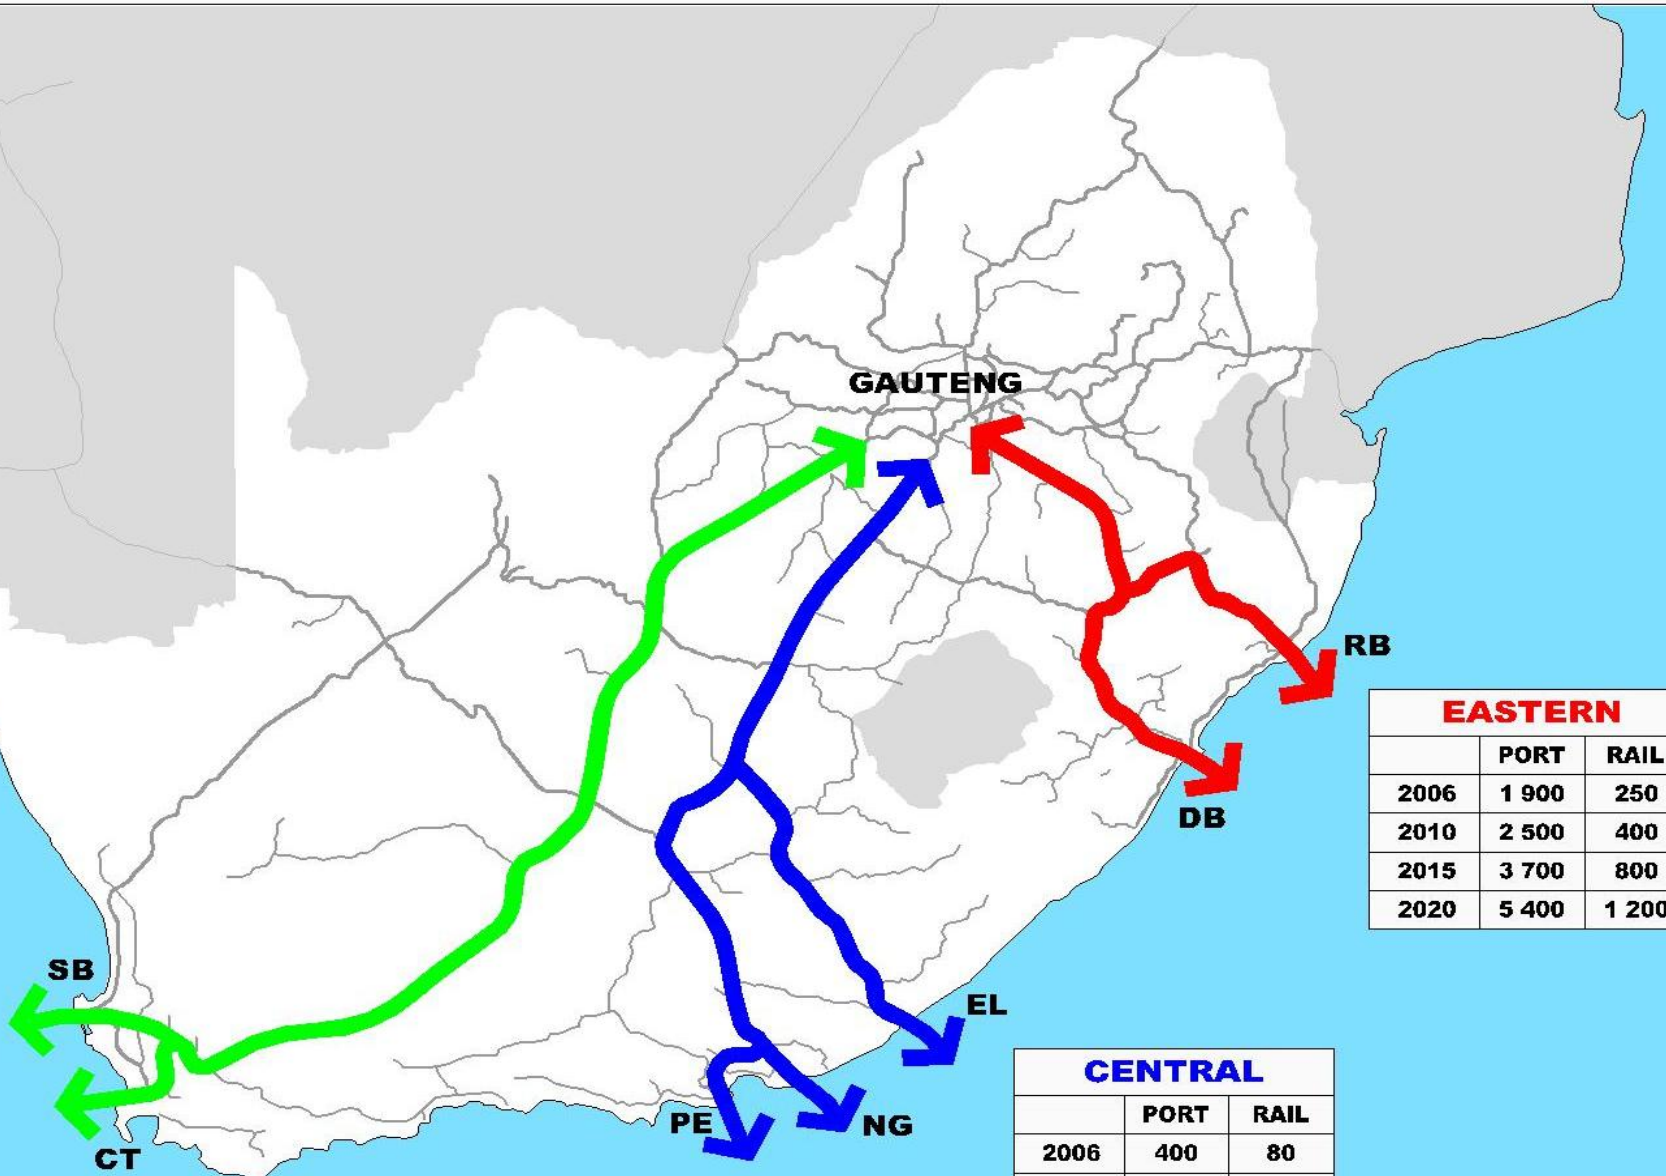 GAUTENG
RB
DB
EASTERN
PORT RAIL
2006 1 900 250
2010 2 500 400
2015 3 700 800
2020 5 400 1 200
SB
CT
EL
PE
NG
CENTRAL
PORT RAIL
2006 400 80